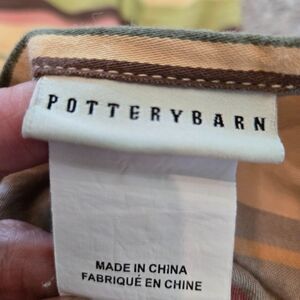 POTTERYBARN
MADE IN CHINA
FABRIQUÉ EN CHINE